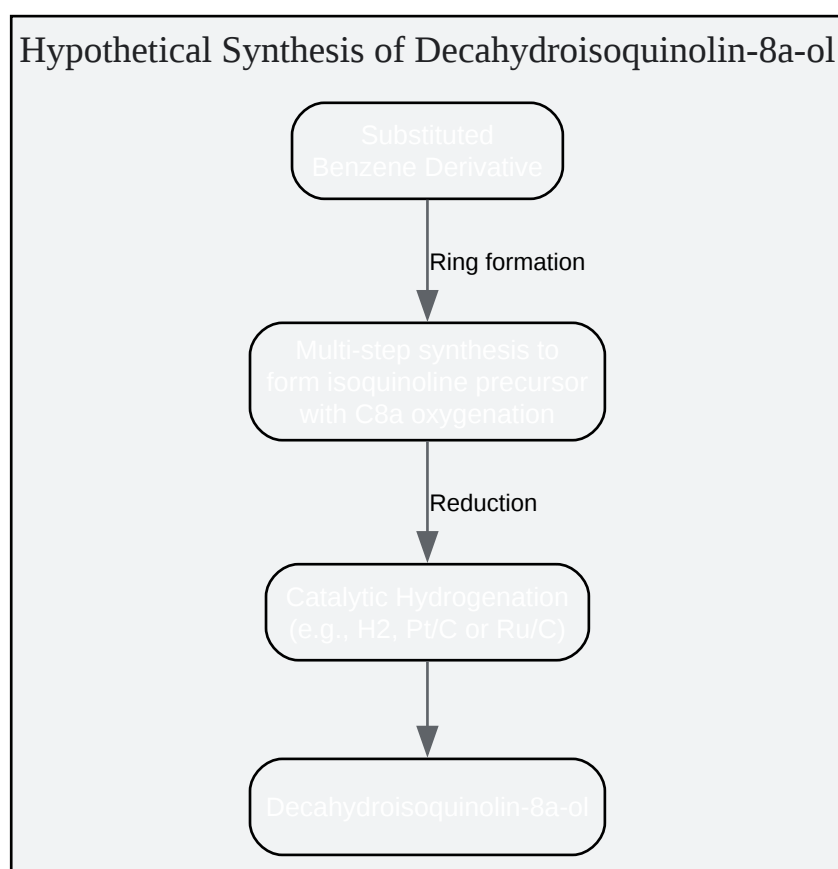 Hypothetical Synthesis of Decahydroisoquinolin-8a-ol
Substituted
Benzene Derivative
Ring formation
Multi-step synthesis to
form isoquinoline precursor
with C8a oxygenation
Reduction
Catalytic Hydrogenation
(e.g., H2, Pt/C or Ru/C)
Decahydroisoquinolin-8a-ol